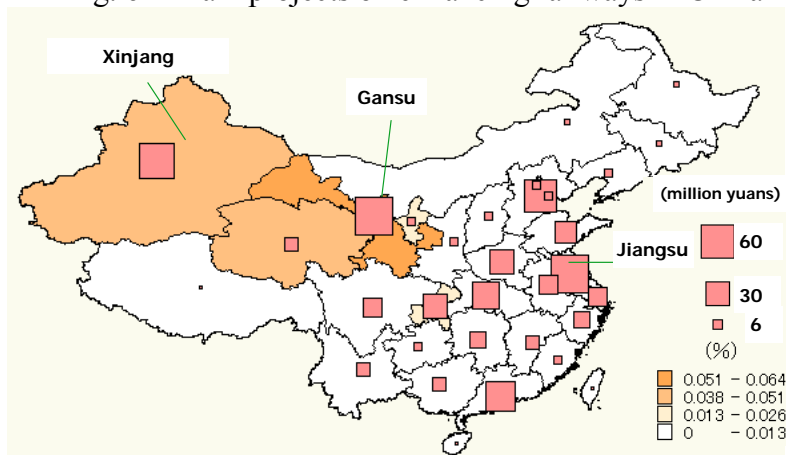 projects
Xinjang
Gansu
(million yuans)
60
Jiangsu
30
6
(%)
0.051 – 0.064
0.038 – 0.051
0.013 – 0.026
0 – 0.013